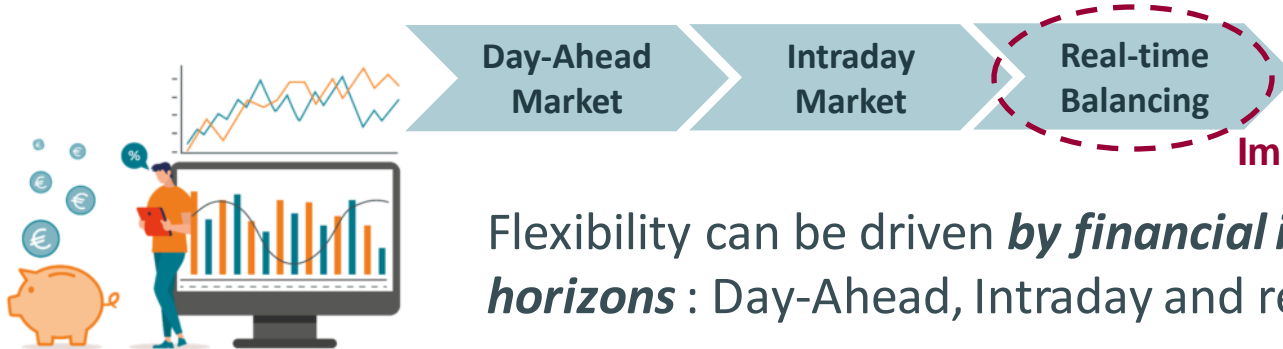 Day-Ahead
Market
Intraday
Market
Real-time
Balancing
Im
%
€
€
€
€
€
Flexibility can be driven by financial i
horizons : Day-Ahead, Intraday and re